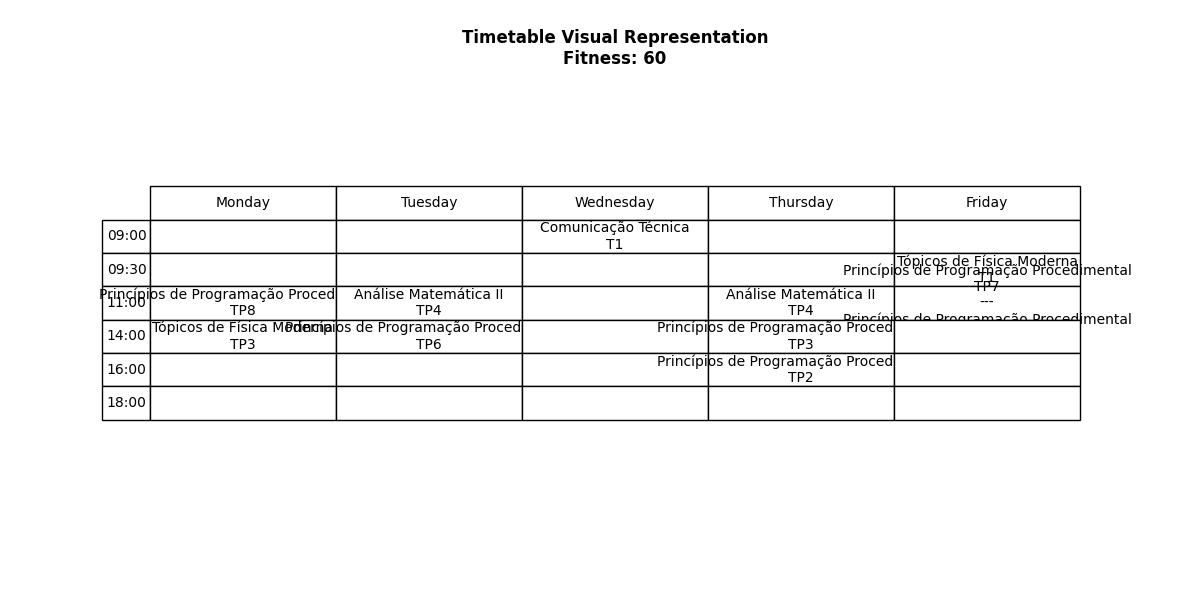 Timetable Visual Representation
Fitness: 60
Monday Tuesday Wednesday Thursday Friday
09:00
Comunicação Técnica
T1
09:30
Tópicos de Física Moderna
T1
11:00
Princípios de Programação Proced
TP8
Análise Matemática II
TP4
Análise Matemática II
TP4
Princípios de Programação Procedimental
TP7
---
Princípios de Programação Procedimental
14:00
Tópicos de Física Moderna
TP3
Princípios de Programação Proced
TP6
Princípios de Programação Proced
TP3
16:00
Princípios de Programação Proced
TP2
18:00